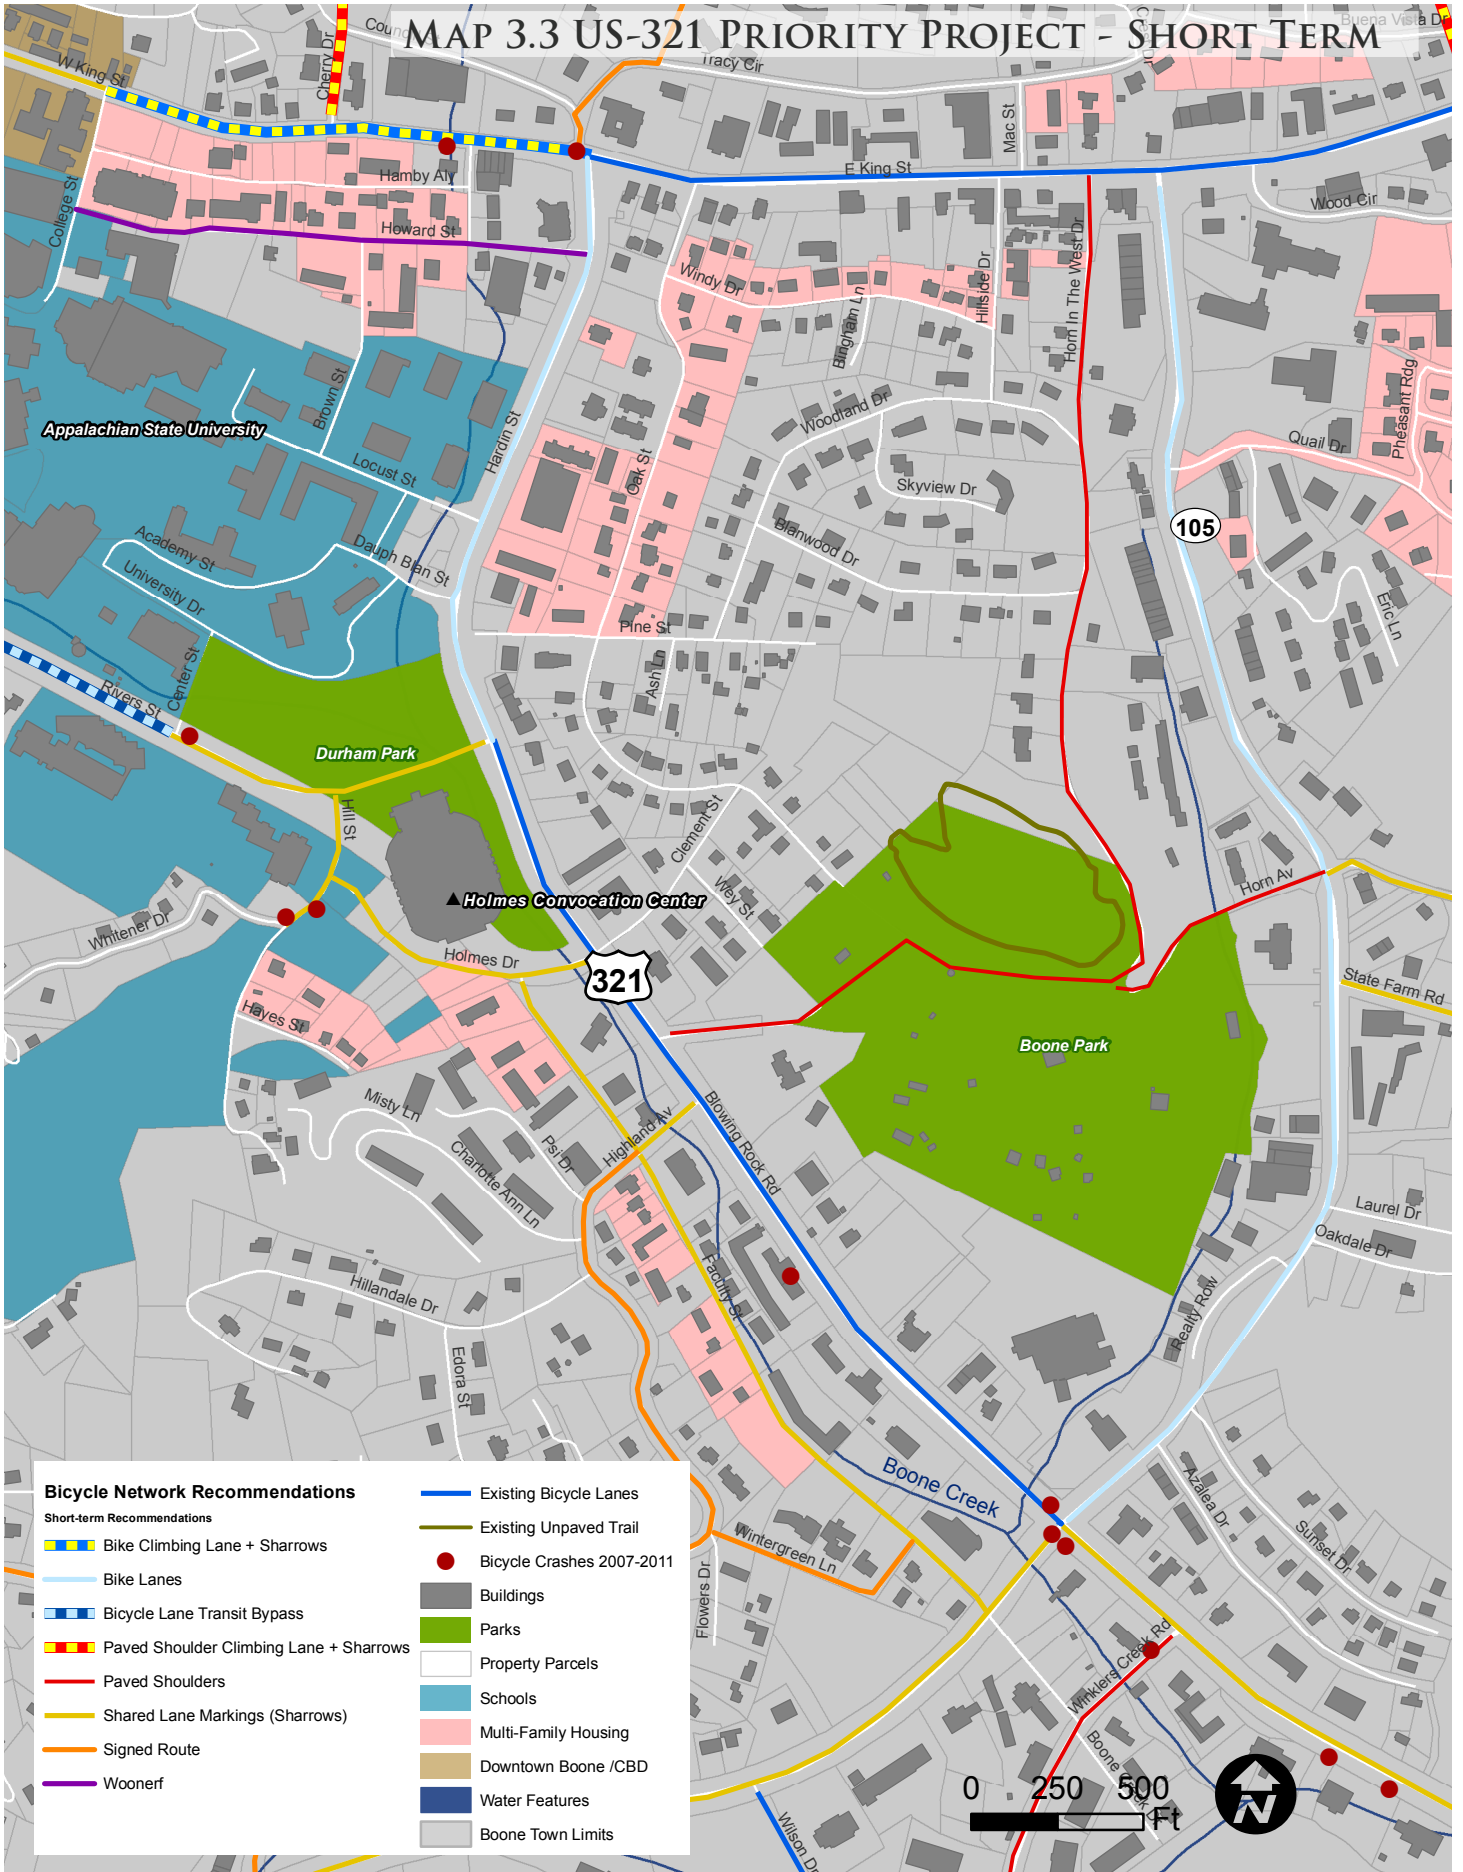 MAP 3.3 US-321 PRIORITY PROJECT - SHORT TERM
Buena Vista Dr
Tracy Cir
W King St
Cherry Dr
Mac St
E King St
Hamby Aly
College St
Howard St
Wood Cir
Windy Dr
Hillside Dr
Horn In The West Dr
Bingham Ln
Brown St
Appalachian State University
Woodland Dr
Pheasant Rdg
Hardin St
Quail Dr
Locust St
Oak St
Skyview Dr
105
Academy St
Dauph Blan St
Blanwood Dr
University Dr
Eric Ln
Pine St
Center St
Ash Ln
Rivers St
Durham Park
Hill St
Clement St
Horn Av
Holmes Convocation Center
Wey St
Whitener Dr
Holmes Dr
321
State Farm Rd
Hayes St
Boone Park
Misty Ln
Blowing Rock Rd
Highland Av
Psi Dr
Charlotte Ann Ln
Laurel Dr
Oakdale Dr
Faculty St
Hillandale Dr
Realty Row
Edora St
Boone Creek
Azalea Dr
Sunset Dr
Wintergreen Ln
Flowers Dr
Winklers Creek Rd
Wilson Dr
Bicycle Network Recommendations
Short-term Recommendations
Bike Climbing Lane + Sharrows
Bike Lanes
Bicycle Lane Transit Bypass
Paved Shoulder Climbing Lane + Sharrows
Paved Shoulders
Shared Lane Markings (Sharrows)
Signed Route
Woonerf
Existing Bicycle Lanes
Existing Unpaved Trail
Bicycle Crashes 2007-2011
Buildings
Parks
Property Parcels
Schools
Multi-Family Housing
Downtown Boone /CBD
Water Features
Boone Town Limits
0 250 500
Ft
N